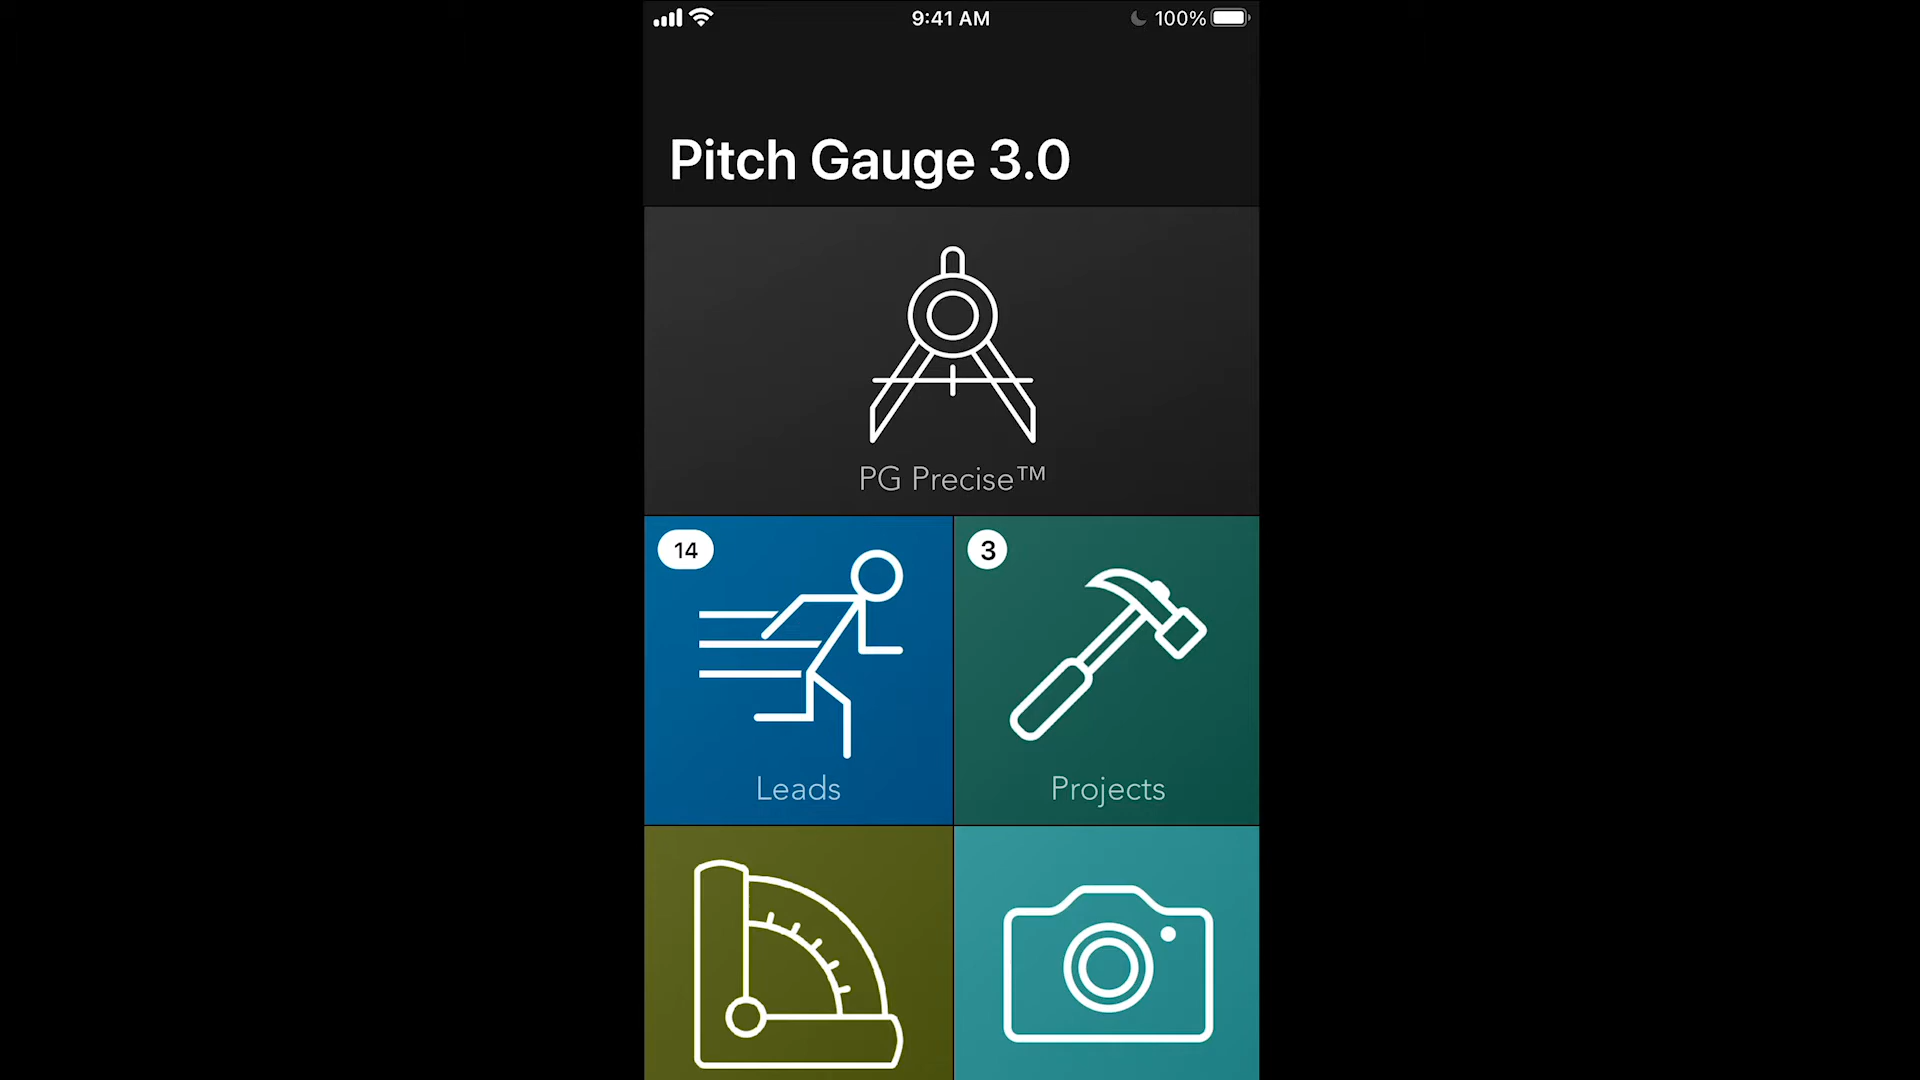 9:41 AM
100%
Pitch Gauge 3.0
PG Precise™
14
3
Leads
Projects